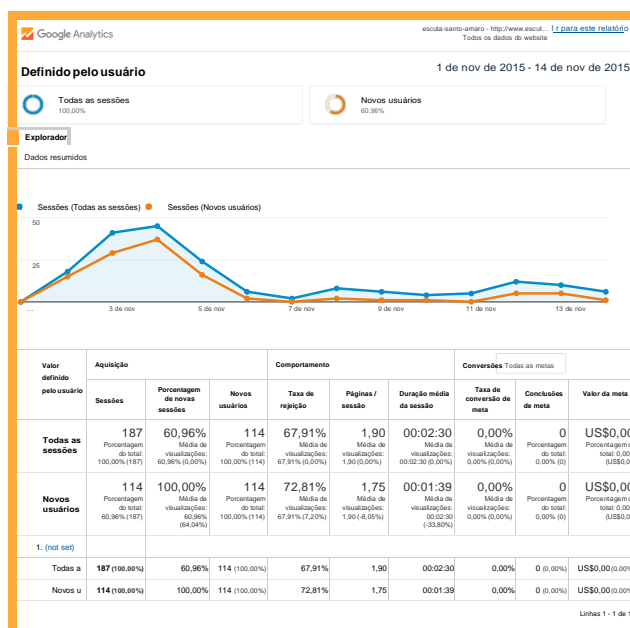 Google Analytics
escuta-santo-amaro - http://www.escut... Ir para este relatório
Todos os dados do website
Definido pelo usuário
1 de nov de 2015 - 14 de nov de 2015
Todas as sessões
100,00%
Novos usuários
60,96%
Explorador
Dados resumidos
Sessões (Todas as sessões) Sessões (Novos usuários)
50
25
... 3 de nov 5 de nov 7 de nov 9 de nov 11 de nov 13 de nov
Valor definido pelo usuário Aquisição Comportamento Conversões Todas as metas
Sessões Porcentagem de novas sessões Novos usuários Taxa de rejeição Páginas / sessão Duração média da sessão Taxa de conversão de meta Conclusões de meta Valor da meta
Todas as sessões
187 Porcentagem do total: 100,00% (187)
60,96% Média de visualizações: 60,96% (0,00%)
114 Porcentagem do total: 100,00% (114)
67,91% Média de visualizações: 67,91% (0,00%)
1,90 Média de visualizações: 1,90 (0,00%)
00:02:30 Média de visualizações: 00:02:30 (0,00%)
0,00% Média de visualizações: 0,00% (0,00%)
0 Porcentagem do total: 0,00% (0)
US$0,00 Porcentagem total: 0,00 (US$0,0
Novos usuários
114 Porcentagem do total: 60,96% (187)
100,00% Média de visualizações: 60,96% (64,04%)
114 Porcentagem do total: 100,00% (114)
72,81% Média de visualizações: 67,91% (7,20%)
1,75 Média de visualizações: 1,90 (-8,05%)
00:01:39 Média de visualizações: 00:02:30 (-33,80%)
0,00% Média de visualizações: 0,00% (0,00%)
0 Porcentagem do total: 0,00% (0)
US$0,00 Porcentagem total: 0,00 (US$0,0
1. (not set)
Todas a 187 (100,00%) 60,96% 114 (100,00%) 67,91% 1,90 00:02:30 0,00% 0 (0,00%) US$0,00 (0,00%
Novos u 114 (100,00%) 100,00% 114 (100,00%) 72,81% 1,75 00:01:39 0,00% 0 (0,00%) US$0,00 (0,00%
Linhas 1 - 1 de 1